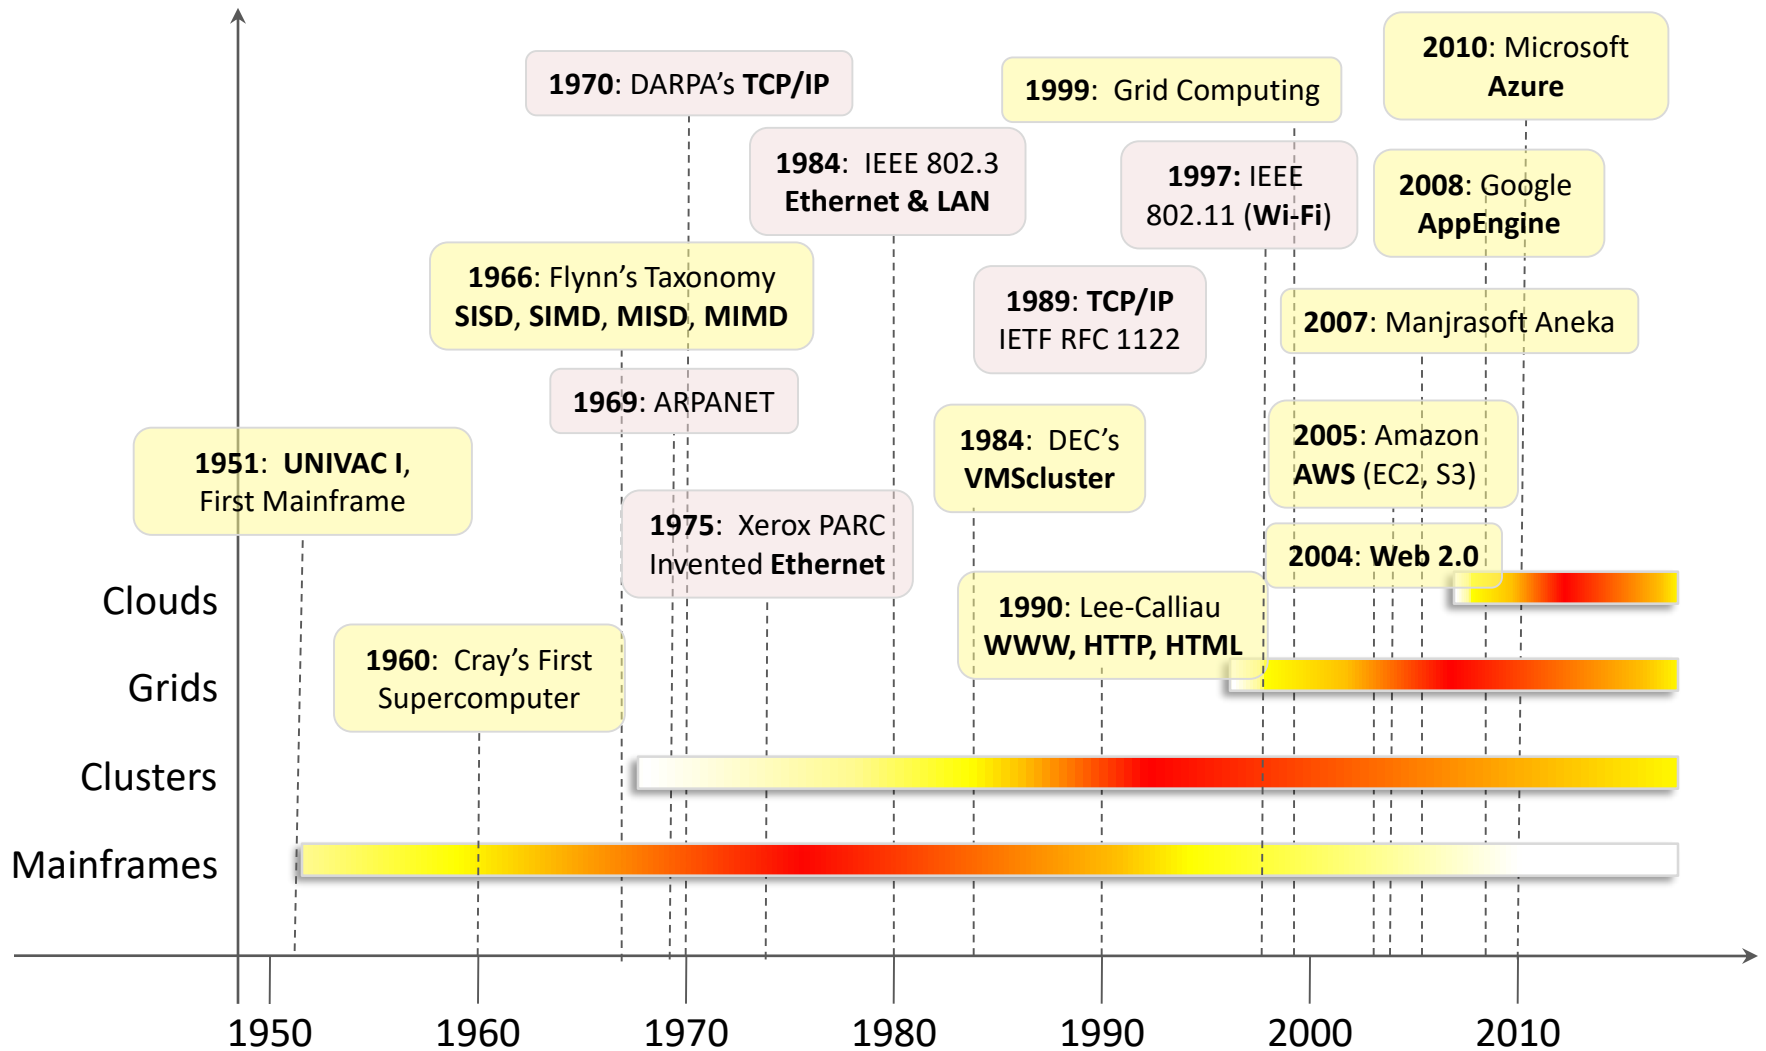 2010: Microsoft
Azure
1970: DARPA’s TCP/IP
1999: Grid Computing
1984: IEEE 802.3
Ethernet & LAN
1997: IEEE
802.11 (Wi-Fi)
2008: Google
AppEngine
1966: Flynn’s Taxonomy
SISD, SIMD, MISD, MIMD
1989: TCP/IP
IETF RFC 1122
2007: Manjrasoft Aneka
1969: ARPANET
1984: DEC’s
VMScluster
2005: Amazon
AWS (EC2, S3)
1951: UNIVAC I,
First Mainframe
1975: Xerox PARC
Invented Ethernet
2004: Web 2.0
1990: Lee-Calliau
WWW, HTTP, HTML
1960: Cray’s First
Supercomputer
Clouds
Grids
Clusters
Mainframes
1950 1960 1970 1980 1990 2000 2010